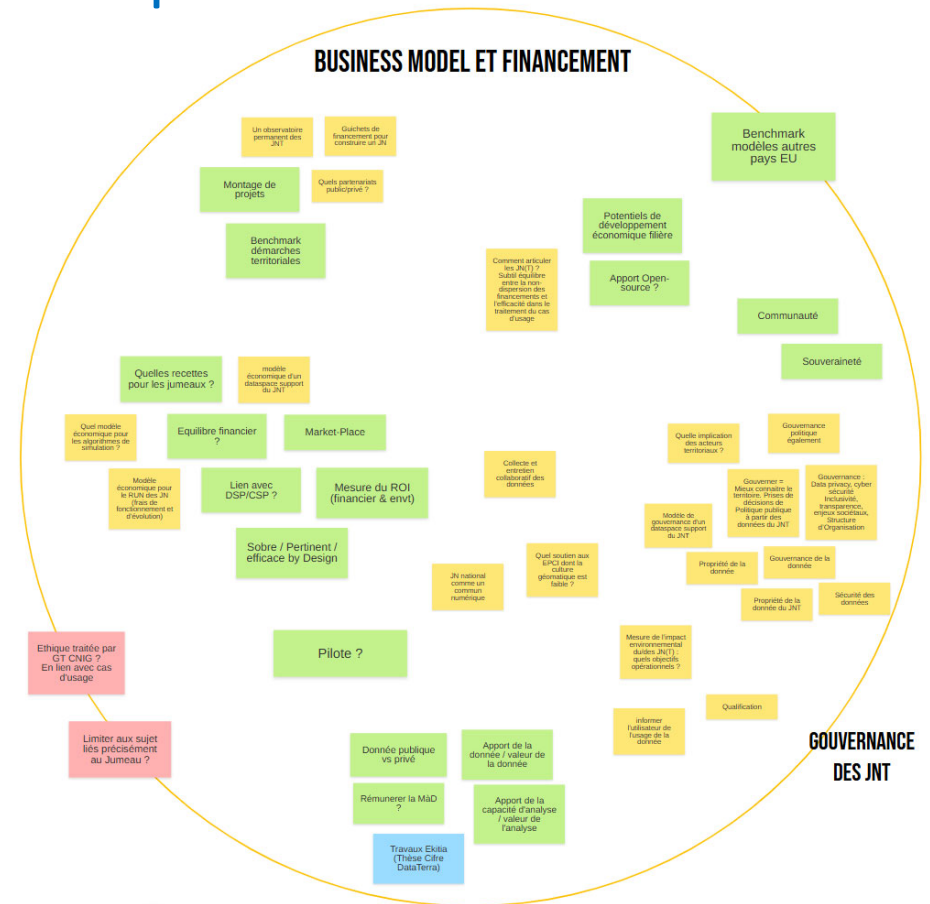 BUSINESS MODEL ET FINANCEMENT
Un observatoire
permanent des
JNT
Guichets de
financement pour
construire un JN
Montage de
projets
Quels partenariats
public/privé ?
Benchmark
démarches
territoriales
Benchmark
modèles autres
pays EU
Potentiels de
développement
économique filière
Comment articuler
les JN(T) ?
Subtil équilibre
entre la non-
dispersion des
financements et
l'efficacité dans le
traitement du cas
d'usage
Apport Open-
source ?
Communauté
Souveraineté
Quelles recettes
pour les jumeaux ?
modèle
économique d'un
dataspace support
du JNT
Quel modèle
économique pour
les algorithmes de
simulation ?
Equilibre financier
?
Market-Place
Modèle
économique pour
le RUN des JN
(frais de
fonctionnement et
d'évolution)
Lien avec
DSP/CSP ?
Mesure du ROI
(financier & envt)
Sobre / Pertinent /
efficace by Design
Collecte et
entretien
collaboratif des
données
Quelle implication
des acteurs
territoriaux ?
Gouvernance
politique
également
Gouverner =
Mieux connaitre le
territoire, Prises de
décisions de
Politique publique
à partir des
données du JNT
Gouvernance :
Data privacy, cyber
sécurité
Inclusivité,
transparence,
enjeux sociétaux,
Structure
d'Organisation
Modèle de
gouvernance d'un
dataspace support
du JNT
Propriété de la
donnée
Gouvernance de la
donnée
Propriété de la
donnée du JNT
Sécurité des
données
JN national
comme un
commun
numérique
Quel soutien aux
EPCI dont la
culture
géomatique est
faible ?
Ethique traitée par
GT CNIG ?
En lien avec cas
d'usage
Pilote ?
Mesure de l'impact
environnemental
du/des JN(T) :
quels objectifs
opérationnels ?
Qualification
informer
l'utilisateur de
l'usage de la
donnée
Limiter aux sujet
liés précisément
au Jumeau ?
GOUVERNANCE
DES JNT
Donnée publique
vs privé
Apport de la
donnée / valeur de
la donnée
Rémunerer la MàD
?
Apport de la
capacité d'analyse
/ valeur de
l'analyse
Travaux Ekitia
(Thèse Cifre
DataTerra)